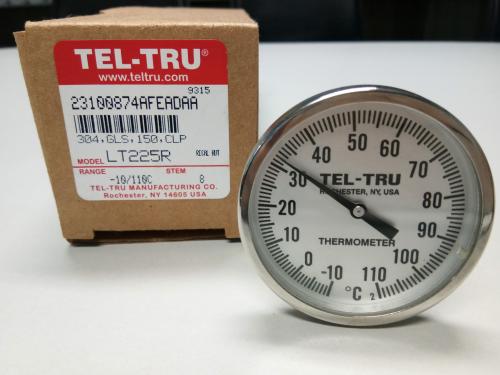 TEL-TRU®
www.teltru.com
9315
23100874AFEADAA
304,GLS,150,CLP
MODEL LT225R RECAL NUT
RANGE STEM
-10/110C 8
TEL-TRU MANUFACTURING CO.
Rochester, NY 14605 USA
-10 0 10 20 30 40 50 60 70 80 90 100 110
TEL-TRU
Rochester, NY, USA
THERMOMETER
°C 2